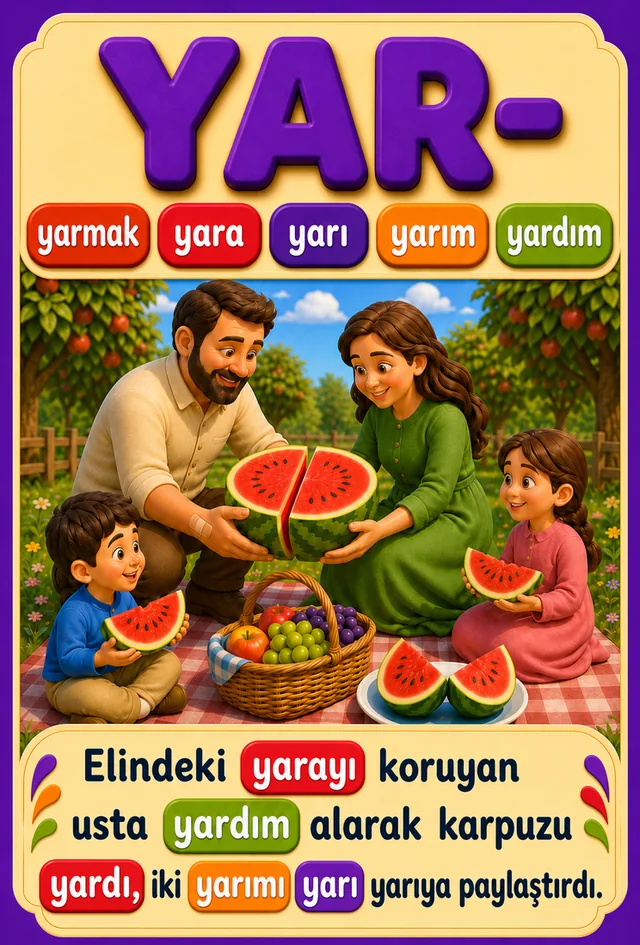 YAR-
yarmak yara yarı yarım yardım
Elindeki yarayı koruyan
usta yardım alarak karpuzu
yardı, iki yarımı yarı yarıya paylaştırdı.